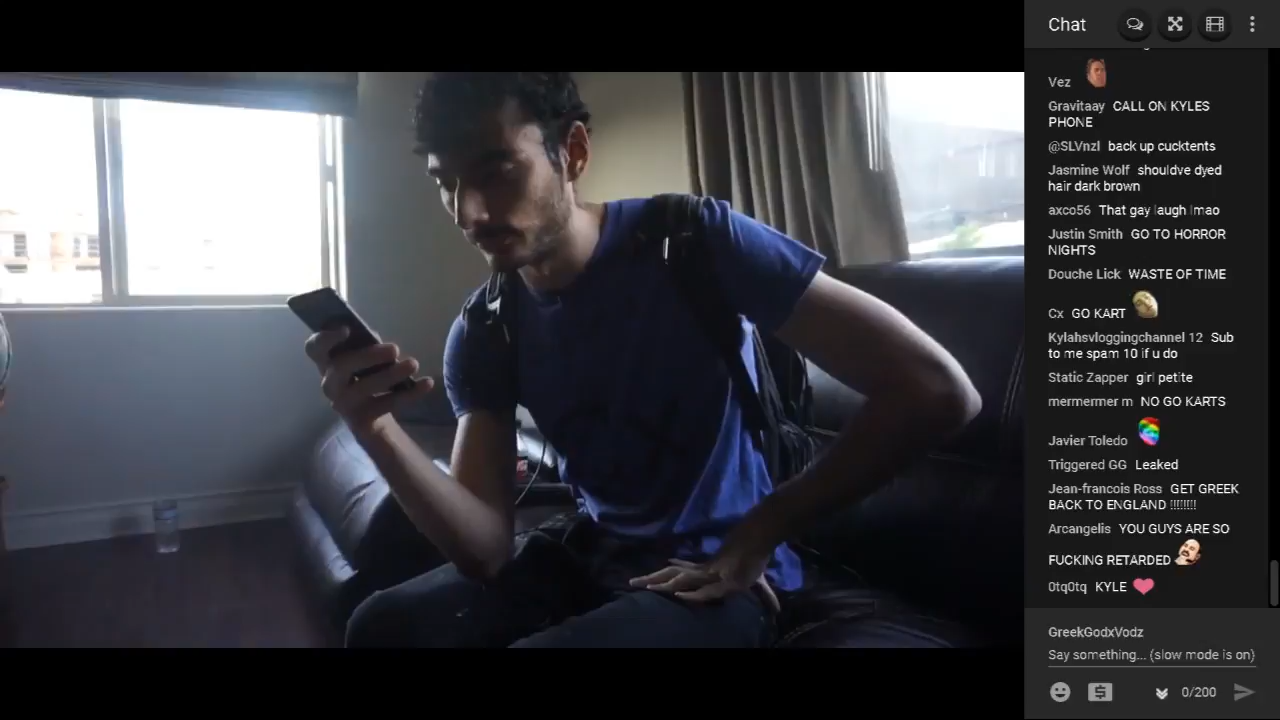 Chat
Vez
Gravitaay CALL ON KYLES
PHONE
@SLVnzl back up cucktents
Jasmine Wolf shouldve dyed
hair dark brown
axco56 That gay laugh lmao
Justin Smith GO TO HORROR
NIGHTS
Douche Lick WASTE OF TIME
Cx GO KART
Kylahsvloggingchannel 12 Sub
to me spam 10 if u do
Static Zapper girl petite
mermermer m NO GO KARTS
Javier Toledo
Triggered GG Leaked
Jean-francois Ross GET GREEK
BACK TO ENGLAND !!!!!!!!
Arcangelis YOU GUYS ARE SO
FUCKING RETARDED
0tq0tq KYLE
GreekGodxVodz
Say something... (slow mode is on)
0/200